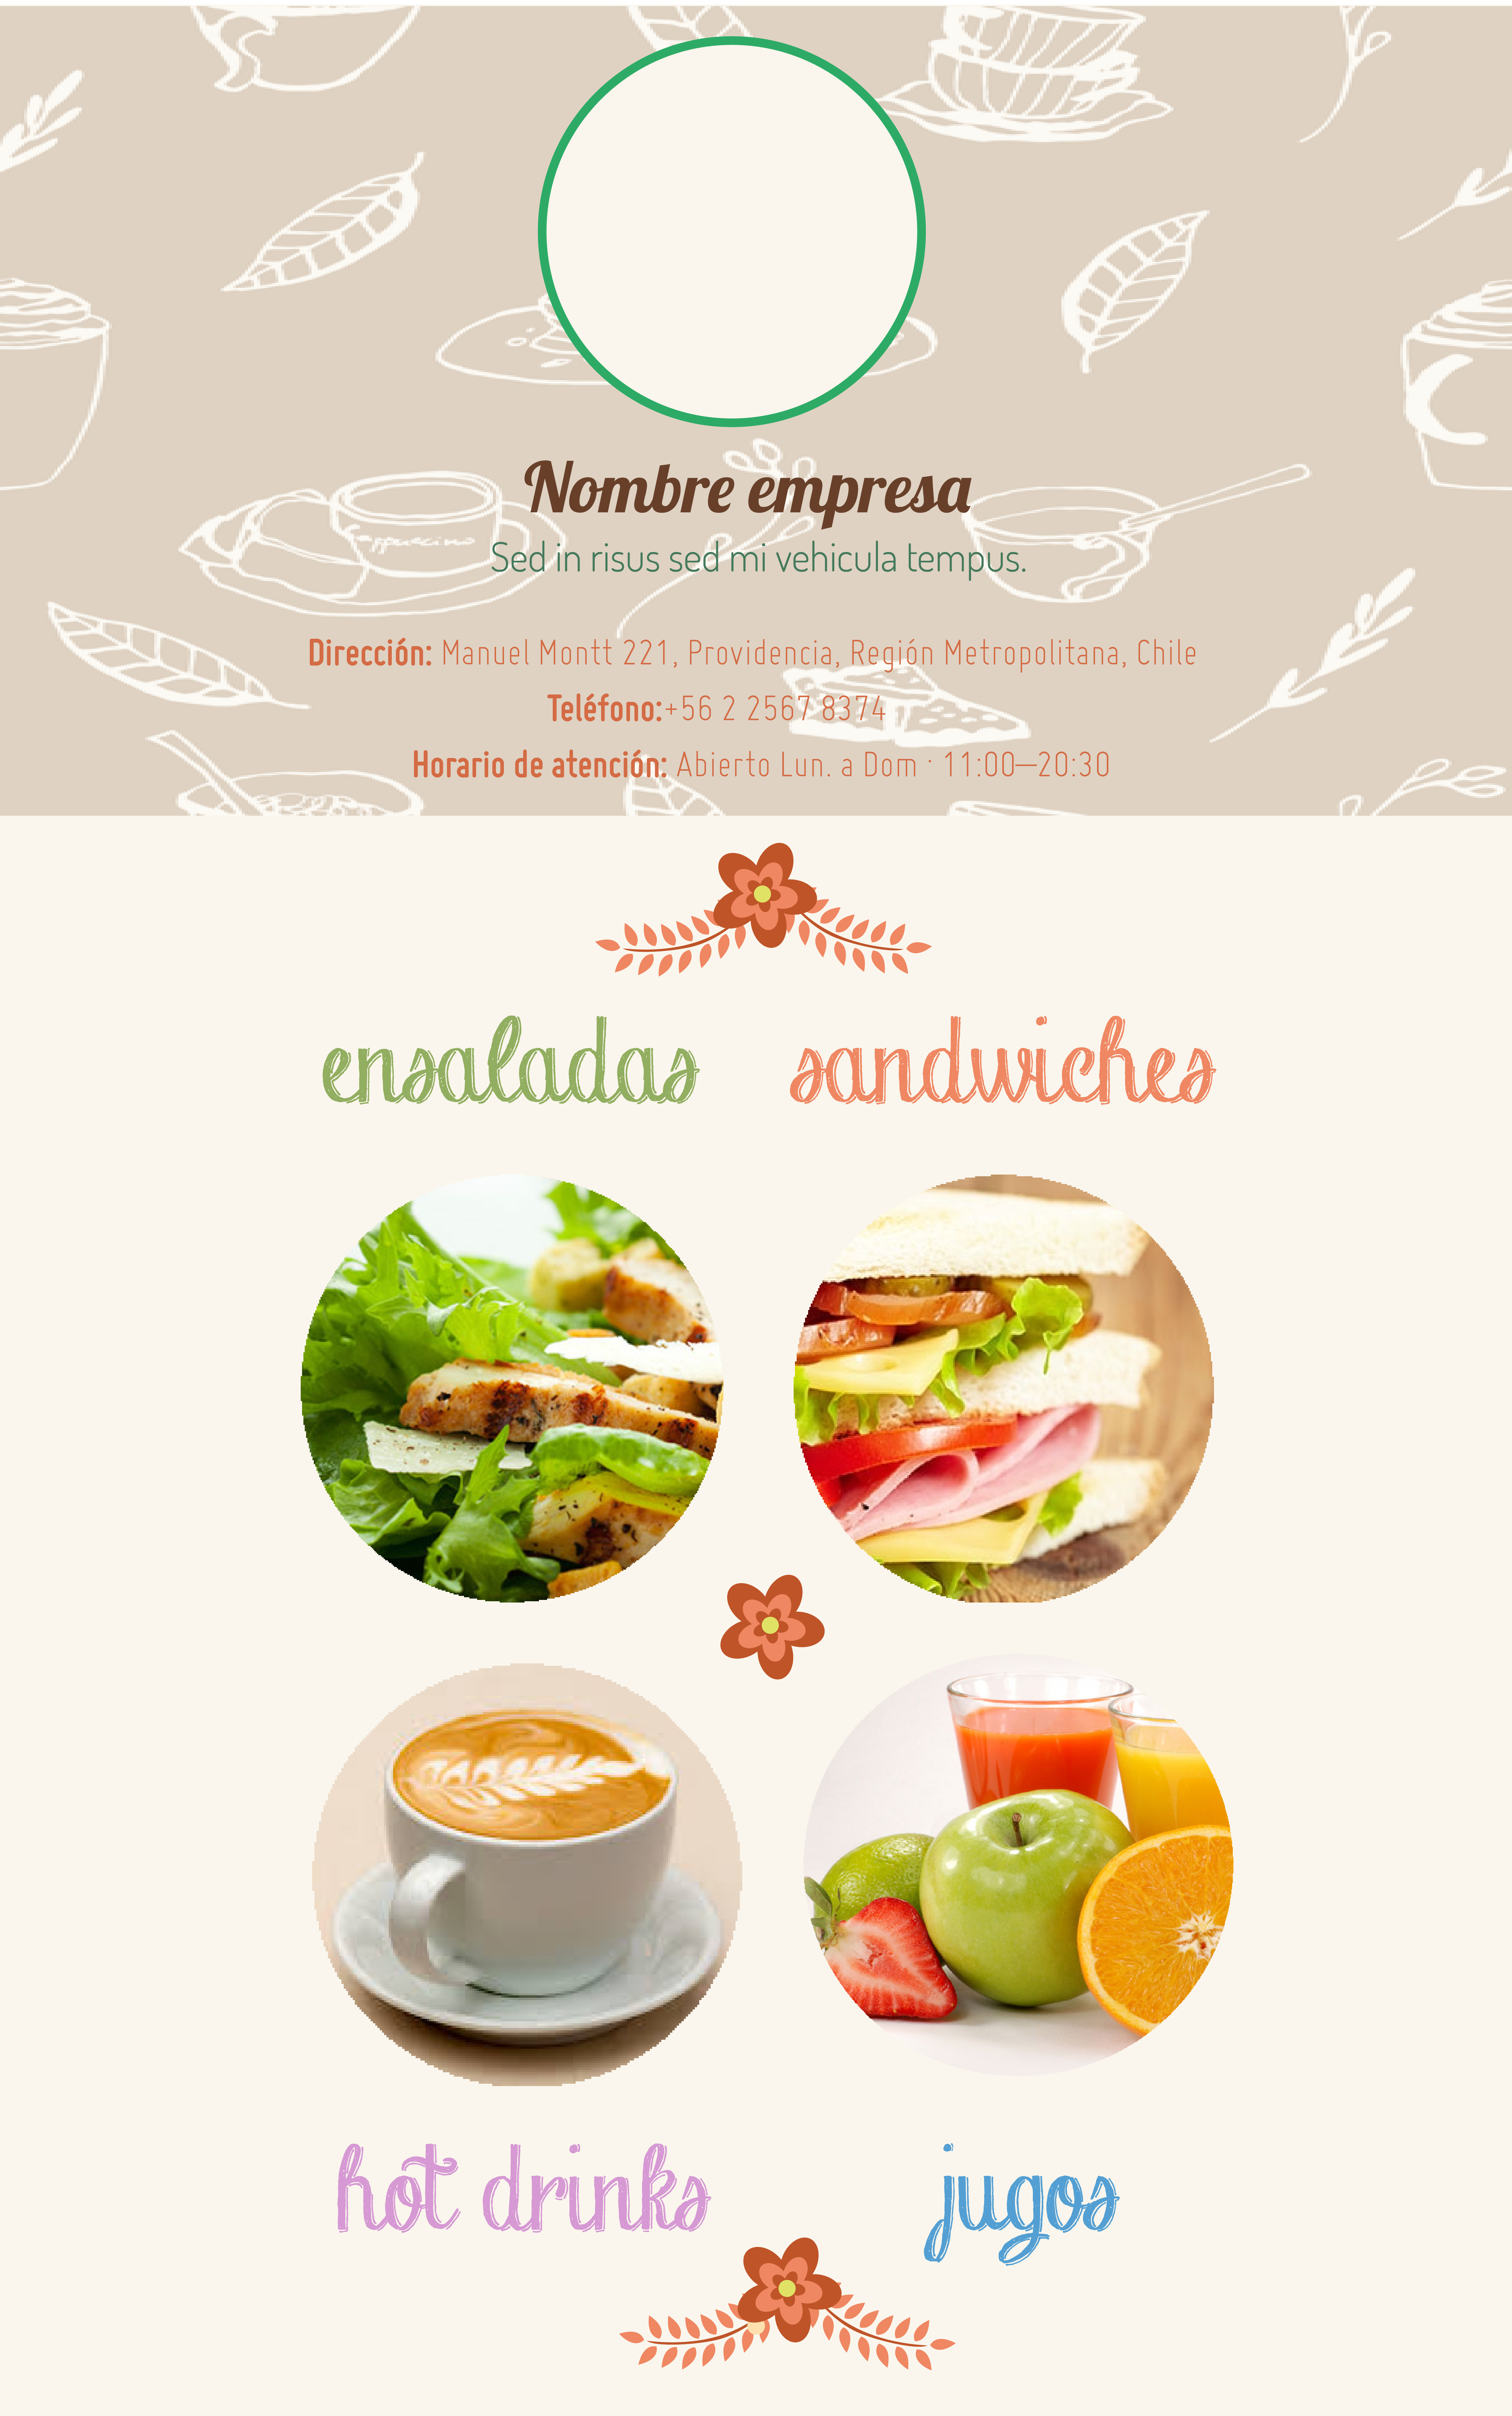 Nombre empresa
Sed in risus sed mi vehicula tempus.
Dirección: Manuel Montt 221, Providencia, Región Metropolitana, Chile
Teléfono:+56 2 2567 8374
Horario de atención: Abierto Lun. a Dom · 11:00—20:30
ensaladas sandwiches
hot drinks jugos